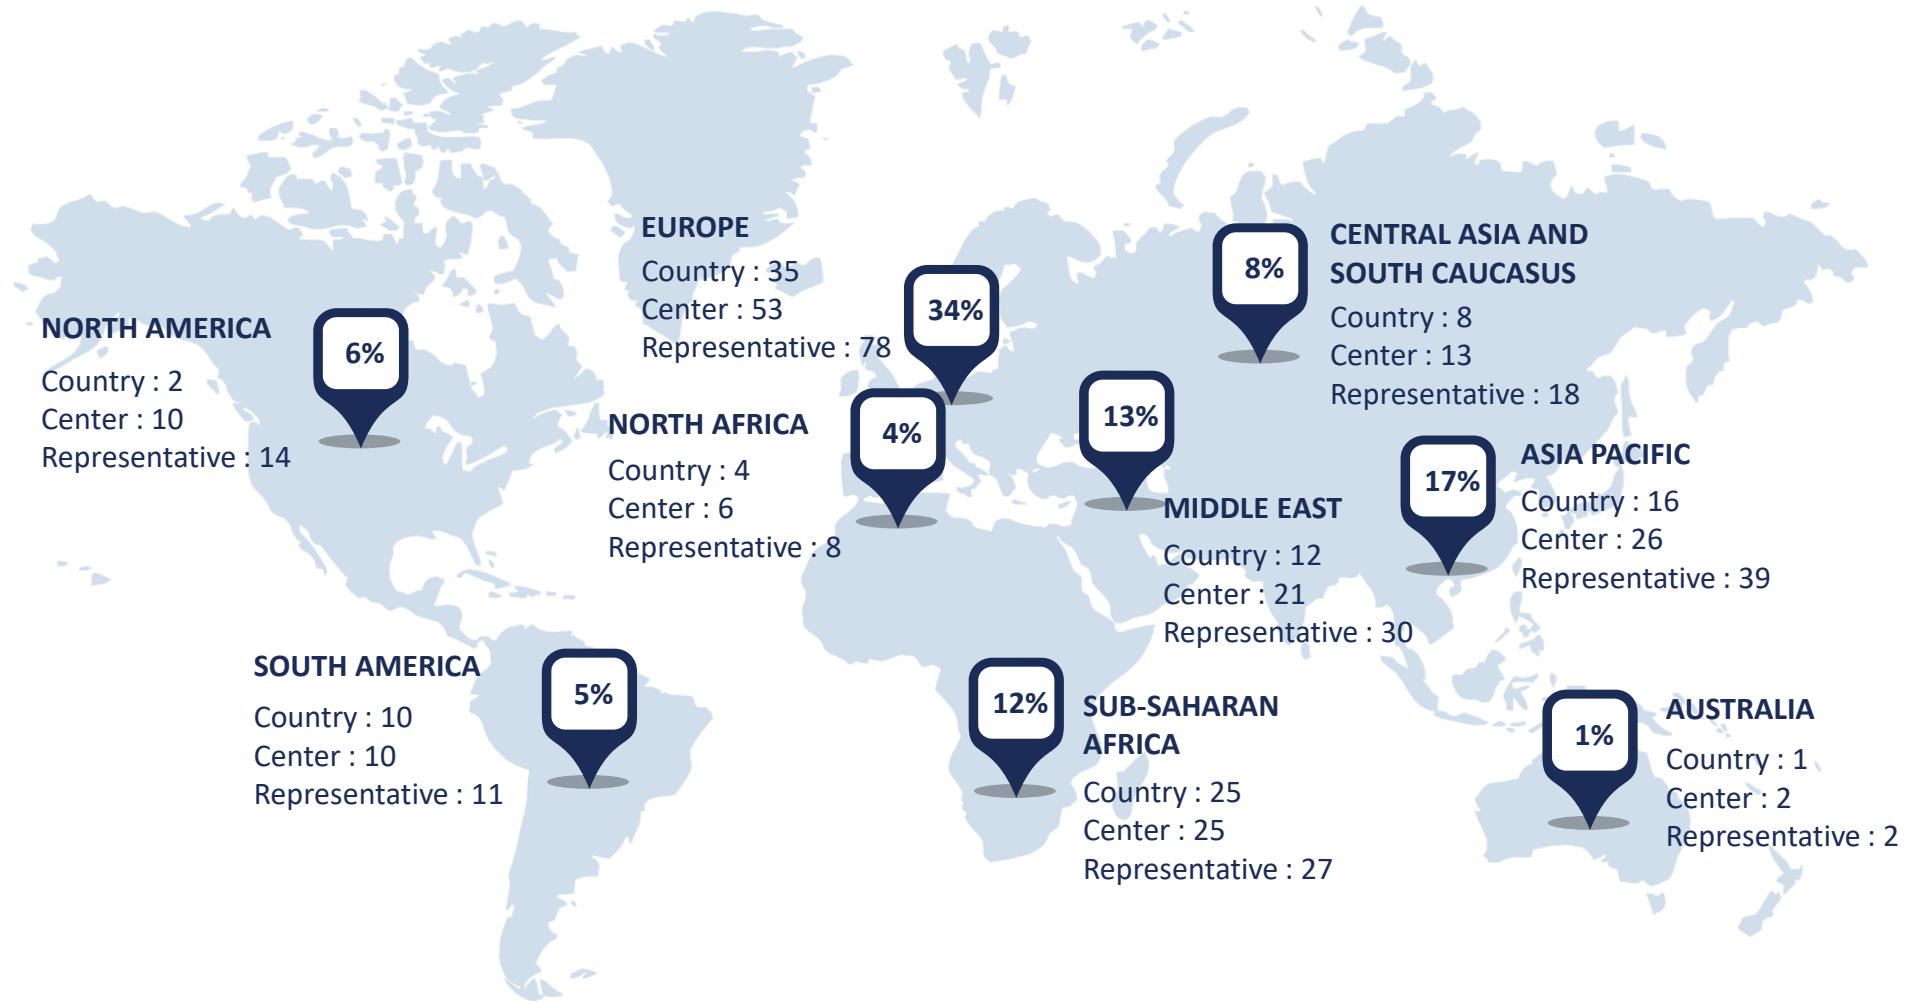 EUROPE
Country : 35
Center : 53
Representative : 78
34%
8%
CENTRAL ASIA AND
SOUTH CAUCASUS
Country : 8
Center : 13
Representative : 18
NORTH AMERICA
Country : 2
Center : 10
Representative : 14
6%
NORTH AFRICA
Country : 4
Center : 6
Representative : 8
4%
13%
MIDDLE EAST
Country : 12
Center : 21
Representative : 30
17%
ASIA PACIFIC
Country : 16
Center : 26
Representative : 39
SOUTH AMERICA
Country : 10
Center : 10
Representative : 11
5%
12%
SUB-SAHARAN
AFRICA
Country : 25
Center : 25
Representative : 27
1%
AUSTRALIA
Country : 1
Center : 2
Representative : 2